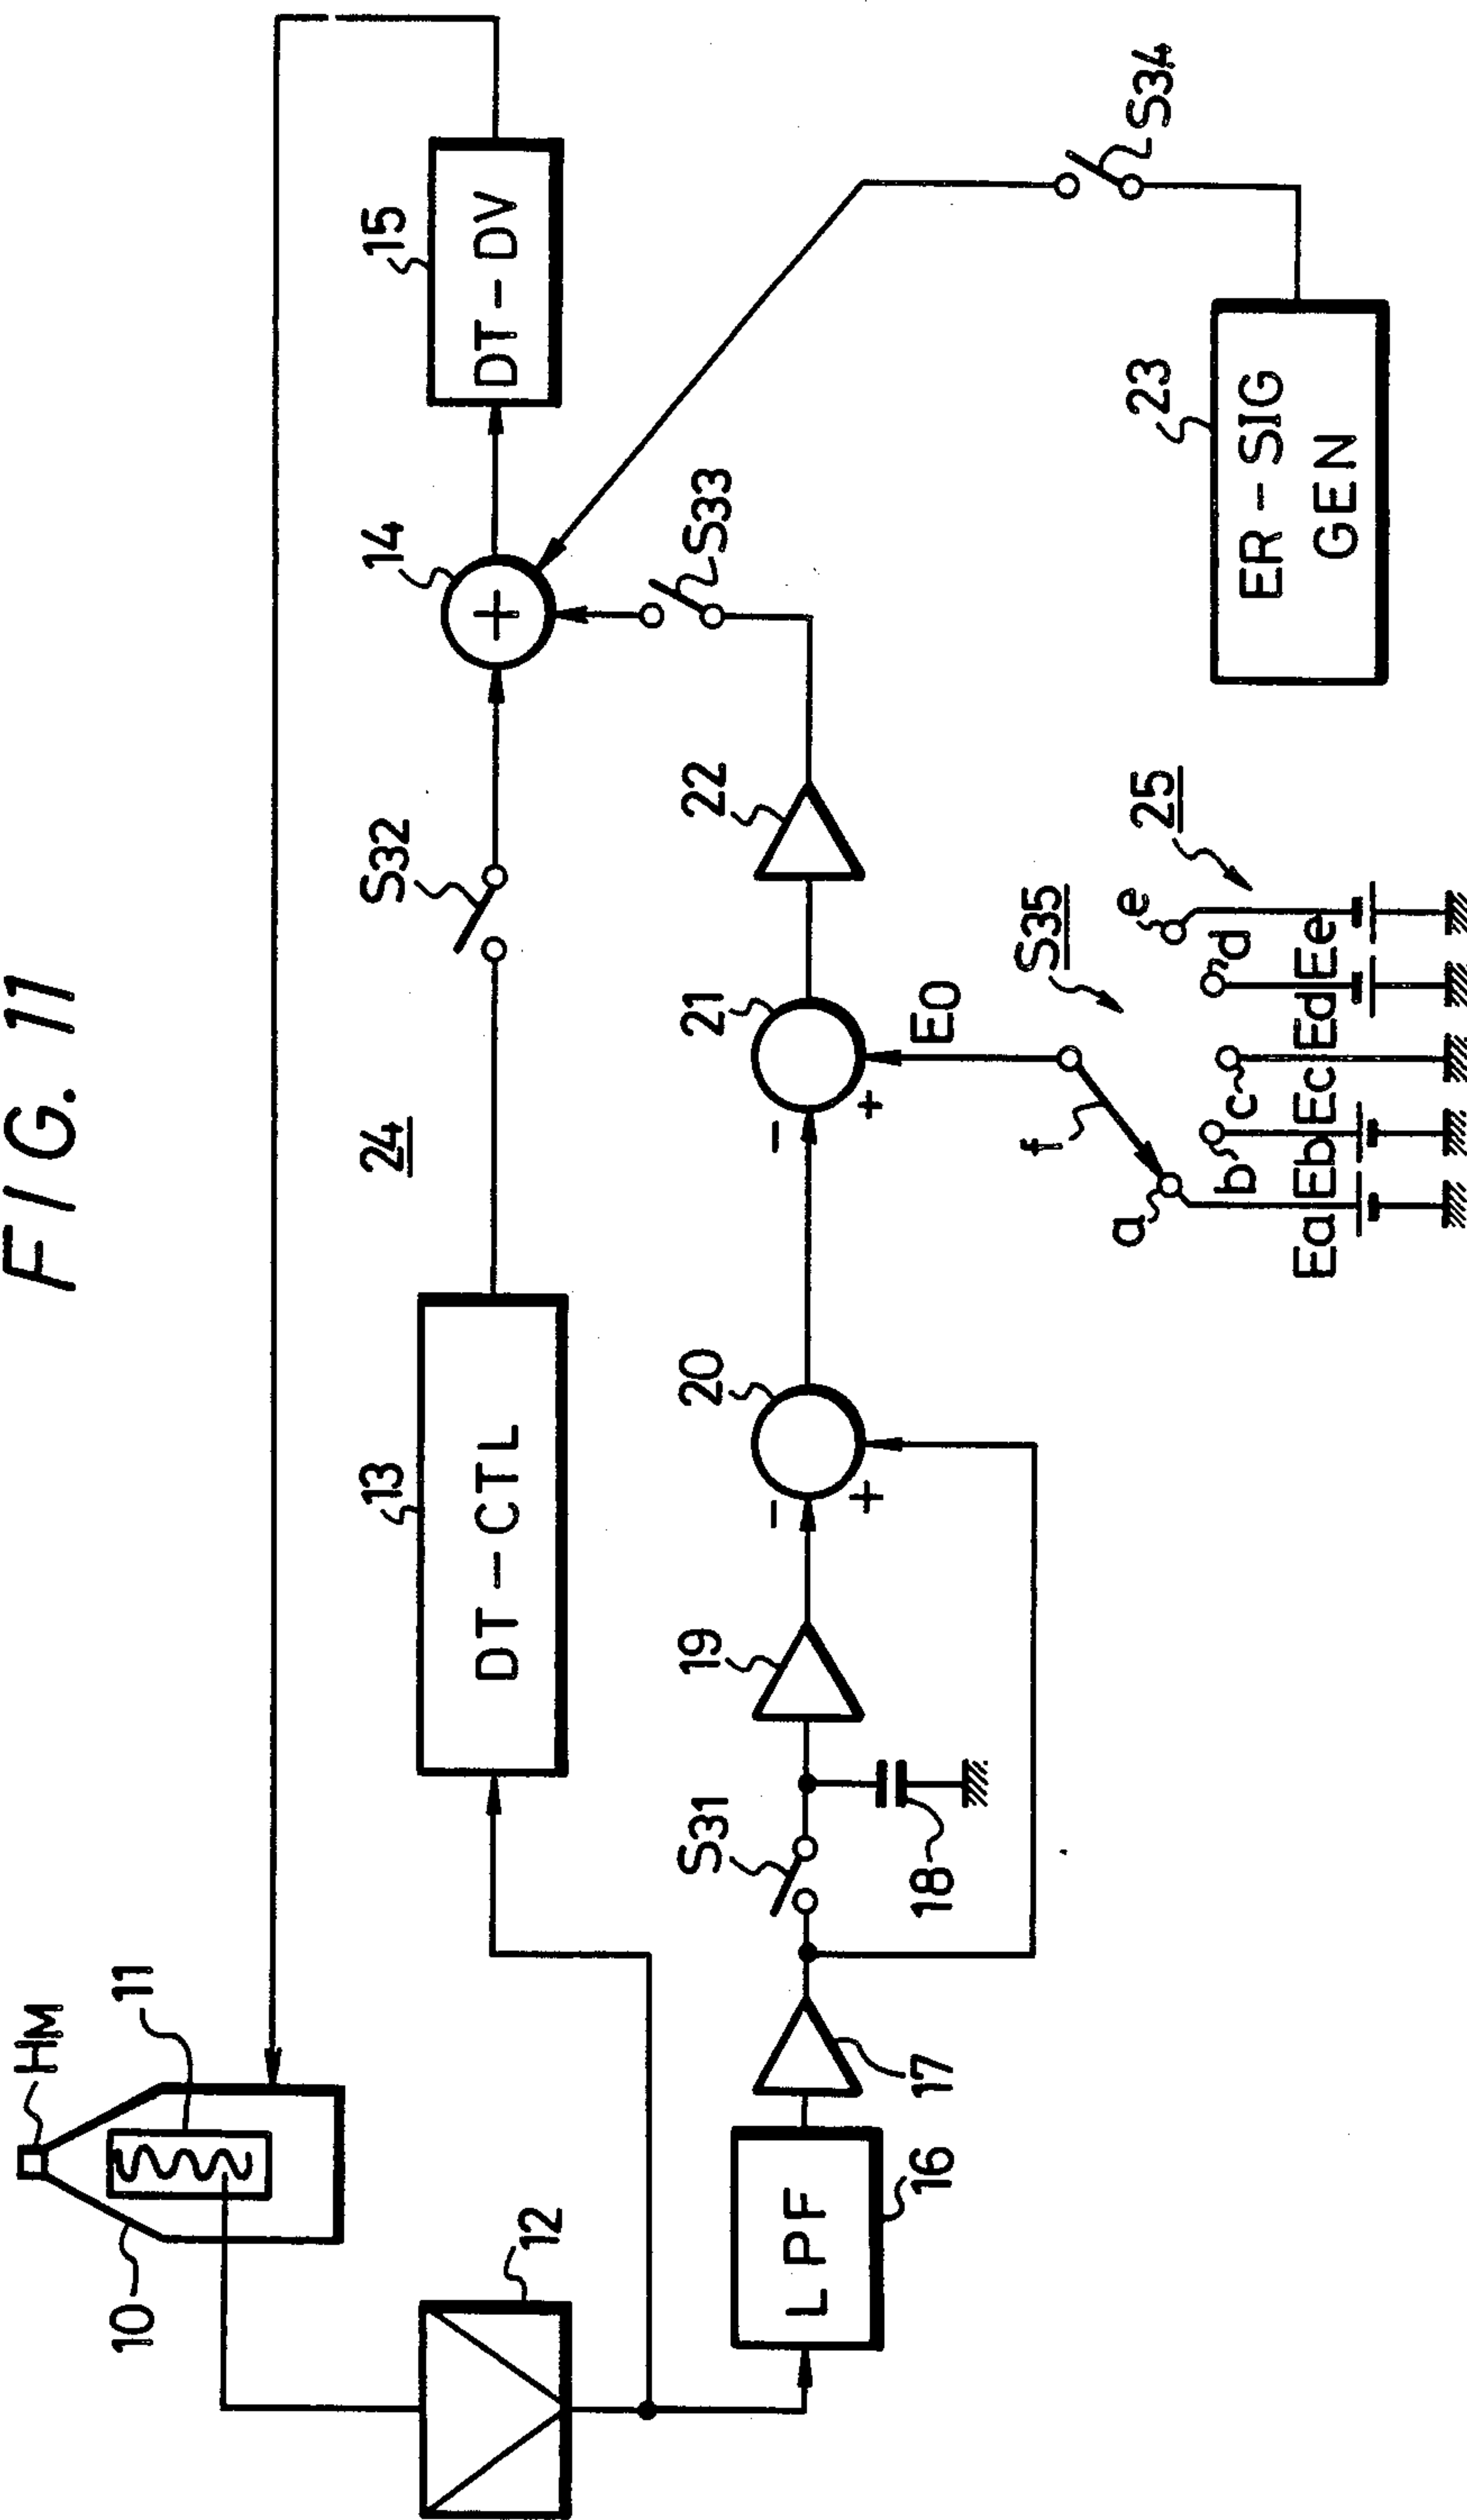 FIG. 11
HM
11
10
12
13
DT-CTL
24
S32
14
15
DT-DV
LPF
16
17
S31
18
19
20
-
+
21
-
+
E0
22
S33
S34
23
ER-SIG
GEN
S35
25
f
a
b
c
d
e
Ea Eb Ec Ed Ee